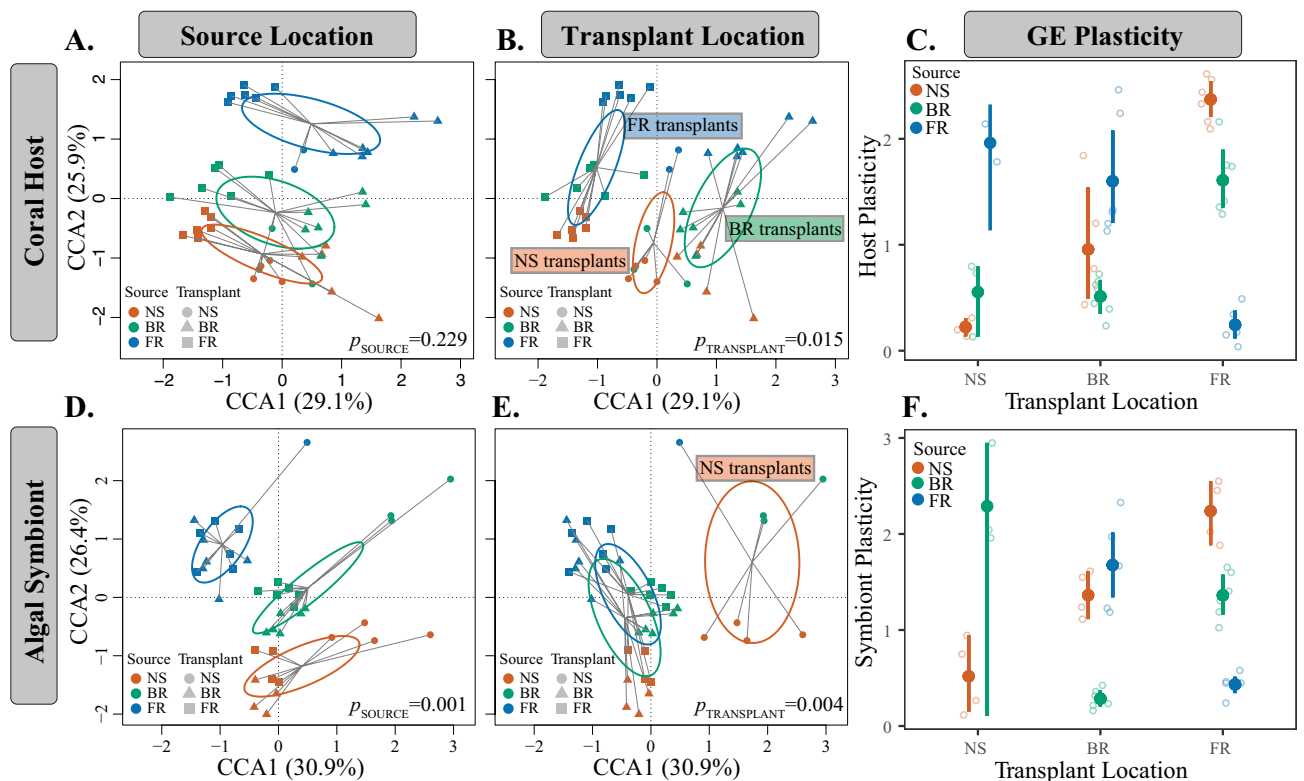 Source Location
Transplant Location
GE Plasticity
Coral Host
Algal Symbiont
A.
CCA2 (25.9%)
2
1
0
−1
−2
Source Transplant
NS NS
BR BR
FR FR
pSOURCE=0.229
−2 −1 0 1 2 3
CCA1 (29.1%)
B.
FR transplants
BR transplants
NS transplants
Source Transplant
NS NS
BR BR
FR FR
pTRANSPLANT=0.015
−2 −1 0 1 2 3
CCA1 (29.1%)
C.
Source
NS
BR
FR
Host Plasticity
2
1
0
NS BR FR
Transplant Location
D.
CCA2 (26.4%)
2
1
0
−1
−2
Source Transplant
NS NS
BR BR
FR FR
pSOURCE=0.001
−2 −1 0 1 2 3
CCA1 (30.9%)
E.
NS transplants
Source Transplant
NS NS
BR BR
FR FR
pTRANSPLANT=0.004
−2 −1 0 1 2 3
CCA1 (30.9%)
F.
Source
NS
BR
FR
Symbiont Plasticity
3
2
1
0
NS BR FR
Transplant Location